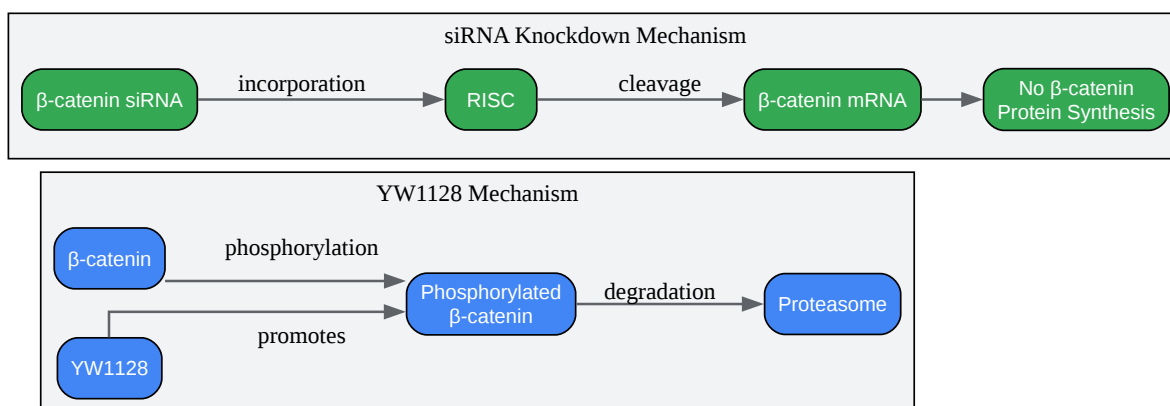 siRNA Knockdown Mechanism
incorporation
cleavage
β-catenin siRNA
RISC
β-catenin mRNA
No β-catenin
Protein Synthesis
YW1128 Mechanism
β-catenin
phosphorylation
Phosphorylated
β-catenin
degradation
Proteasome
promotes
YW1128